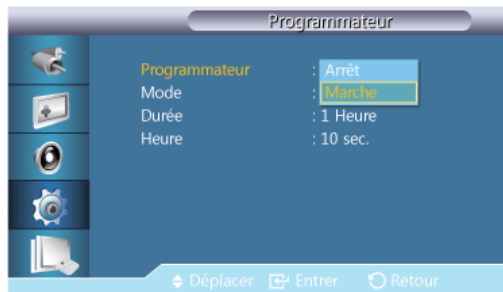 Programmateur
Programmateur : Arrêt
Mode : Marche
Durée : 1 Heure
Heure : 10 sec.
Déplacer Entrer Retour